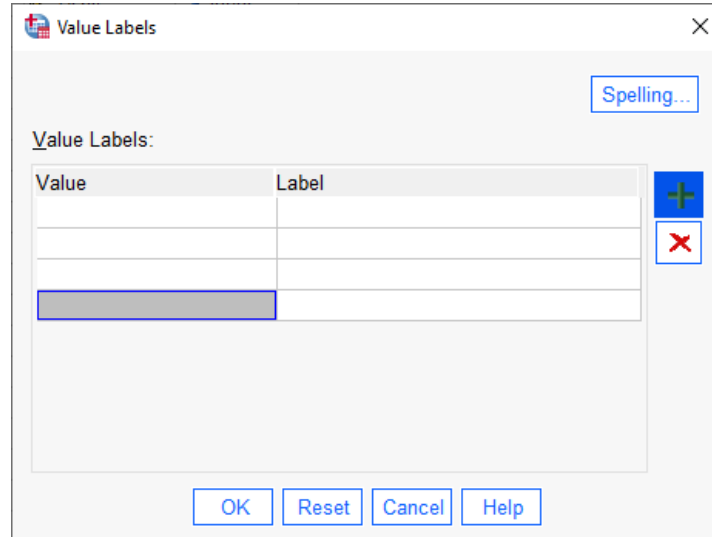 Value Labels
Spelling...
Value Labels:
Value Label
OK Reset Cancel Help